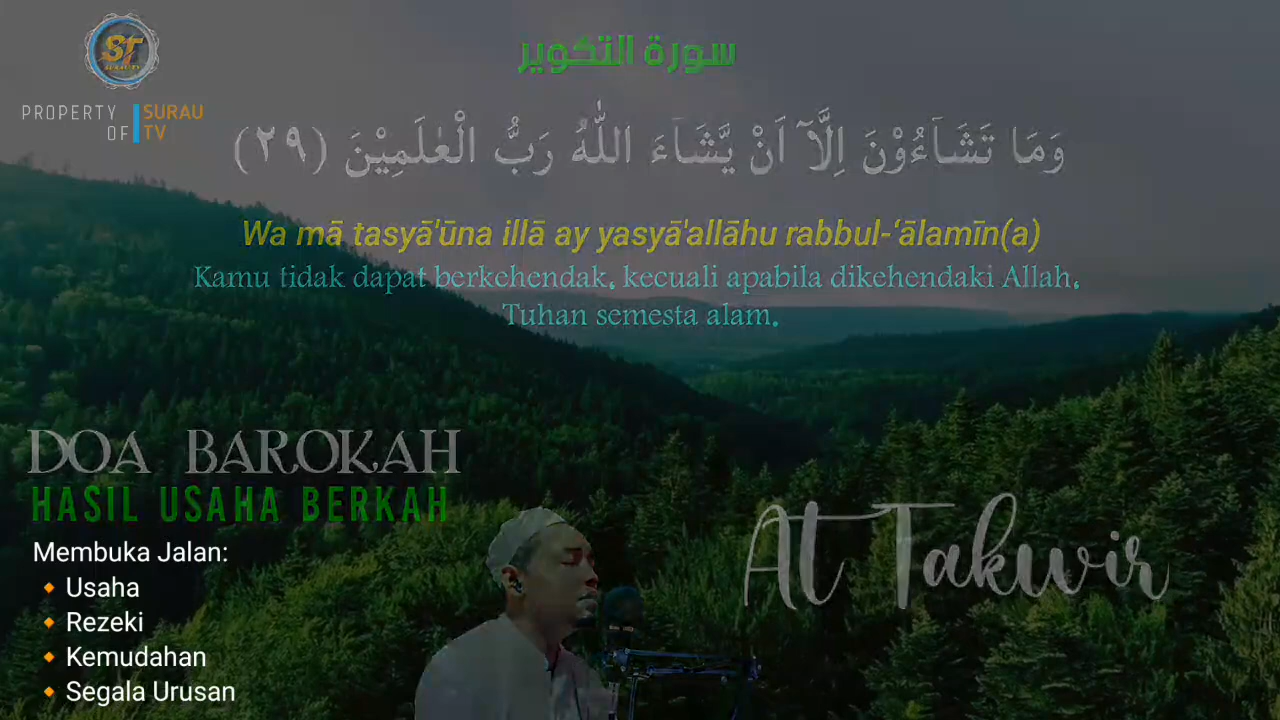 ST
PROPERTY OF
SURAU TV
سورة التكوير
وَمَا تَشَاۤءُوْنَ اِلَّآ اَنْ يَّشَاۤءَ اللّٰهُ رَبُّ الْعٰلَمِيْنَ (٢٩)
Wa mā tasyā'ūna illā ay yasyā'allāhu rabbul-‘ālamīn(a)
Kamu tidak dapat berkehendak, kecuali apabila dikehendaki Allah,
Tuhan semesta alam.
DOA BAROKAH
HASIL USAHA BERKAH
Membuka Jalan:
🔸 Usaha
🔸 Rezeki
🔸 Kemudahan
🔸 Segala Urusan
At Takwir